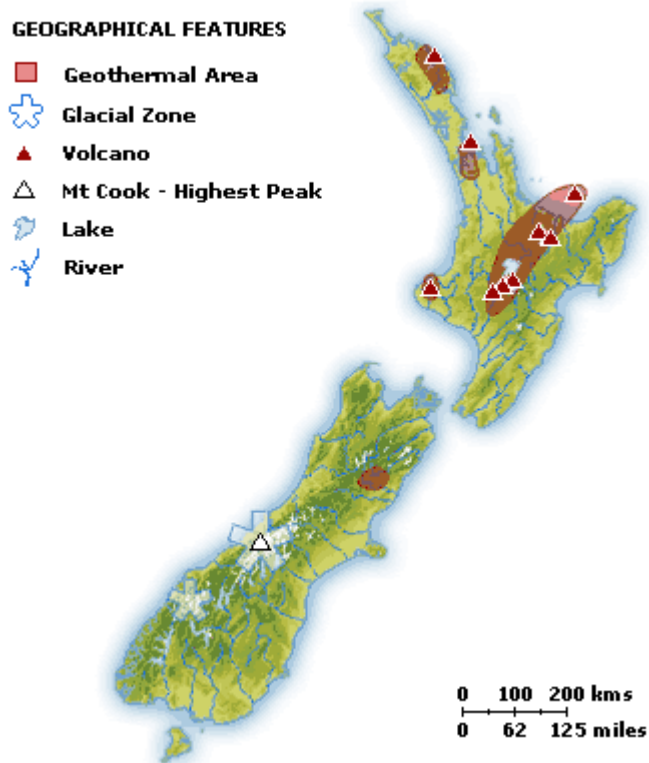 GEOGRAPHICAL FEATURES
Geothermal Area
Glacial Zone
Volcano
Mt Cook - Highest Peak
Lake
River
0 100 200 kms
0 62 125 miles